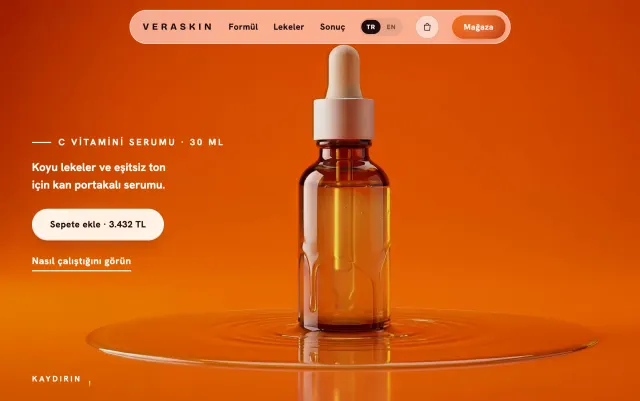 VERASKIN Formül Lekeler Sonuç TR EN Mağaza
C VİTAMİNİ SERUMU · 30 ML
Koyu lekeler ve eşitsiz ton
için kan portakalı serumu.
Sepete ekle · 3.432 TL
Nasıl çalıştığını görün
KAYDIRIN